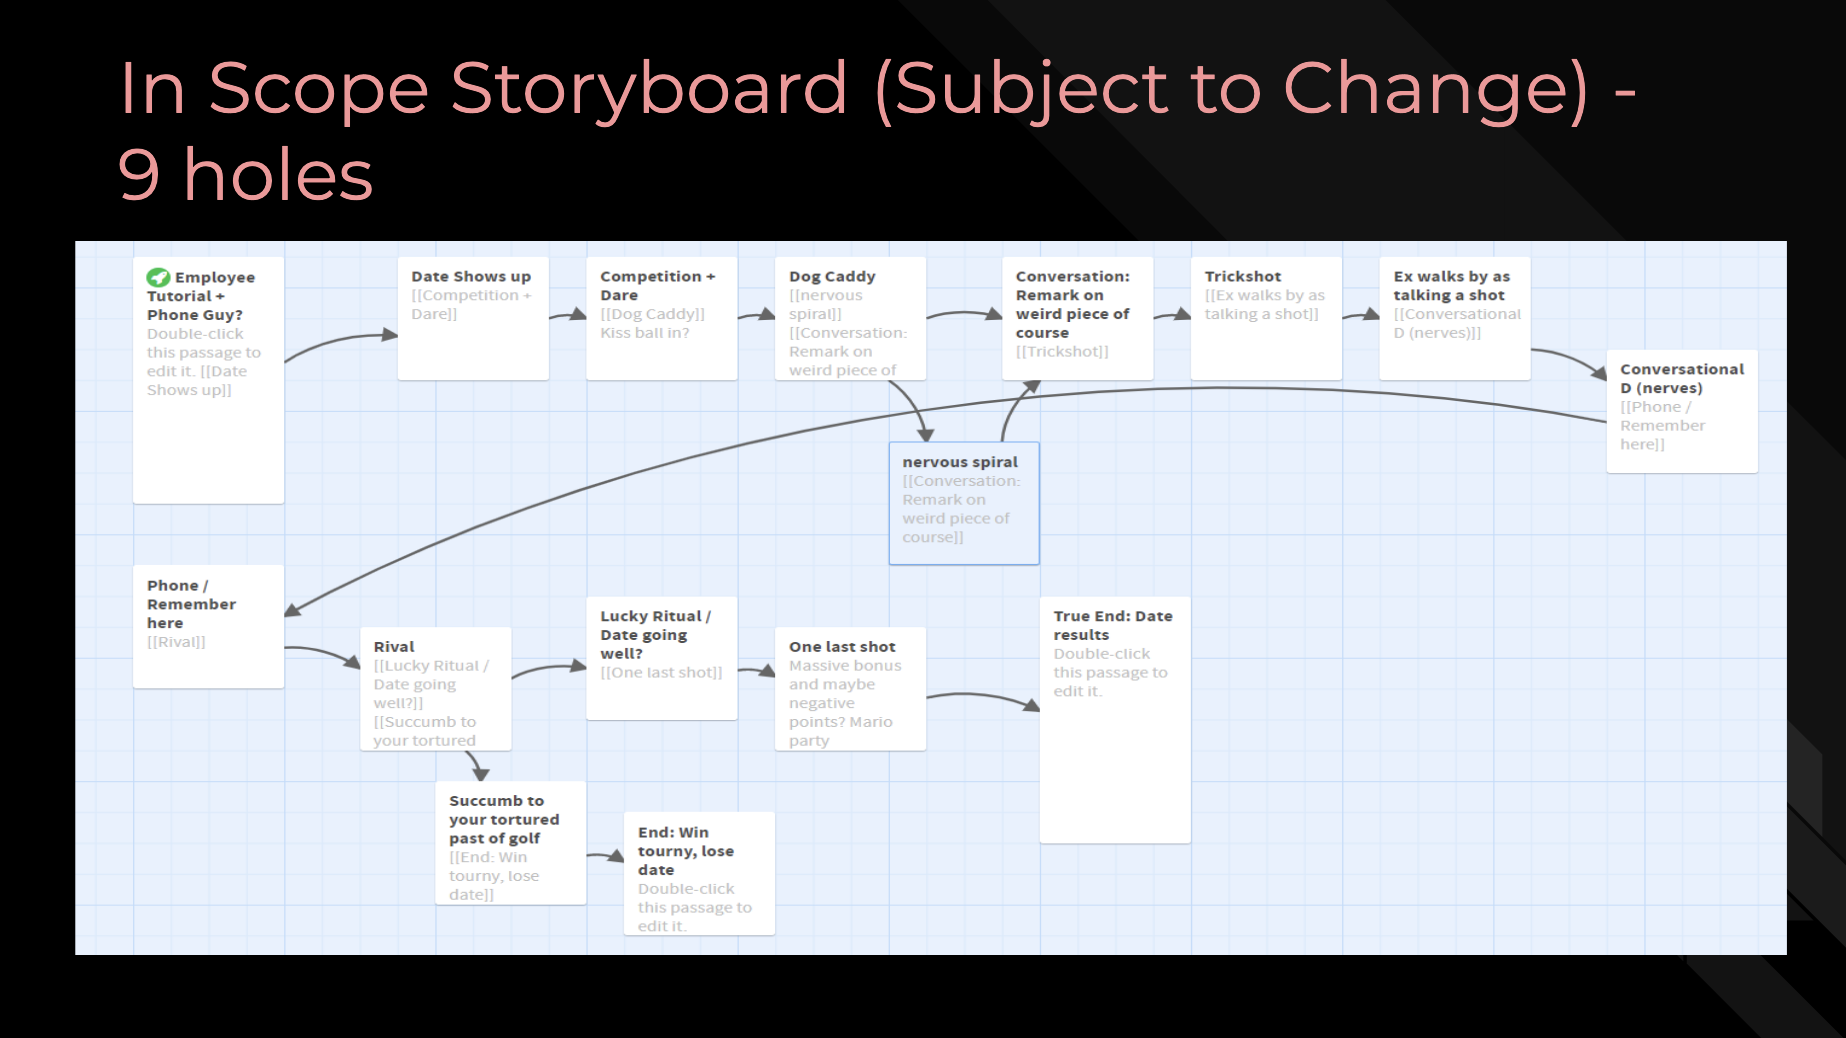 In Scope Storyboard (Subject to Change) -
9 holes
Employee
Tutorial +
Phone Guy?
Double-click
this passage to
edit it. [[Date
Shows up]]
Date Shows up
[[Competition +
Dare]]
Competition +
Dare
[[Dog Caddy]]
Kiss ball in?
Dog Caddy
[[nervous
spiral]]
[[Conversation:
Remark on
weird piece of
Conversation:
Remark on
weird piece of
course
[[Trickshot]]
Trickshot
[[Ex walks by as
talking a shot]]
Ex walks by as
talking a shot
[[Conversational
D (nerves)]]
Conversational
D (nerves)
[[Phone /
Remember
here]]
nervous spiral
[[Conversation:
Remark on
weird piece of
course]]
Phone /
Remember
here
[[Rival]]
Rival
[[Lucky Ritual /
Date going
well?]]
[[Succumb to
your tortured
Lucky Ritual /
Date going
well?
[[One last shot]]
One last shot
Massive bonus
and maybe
negative
points? Mario
party
True End: Date
results
Double-click
this passage to
edit it.
Succumb to
your tortured
past of golf
[[End: Win
tourny, lose
date]]
End: Win
tourny, lose
date
Double-click
this passage to
edit it.